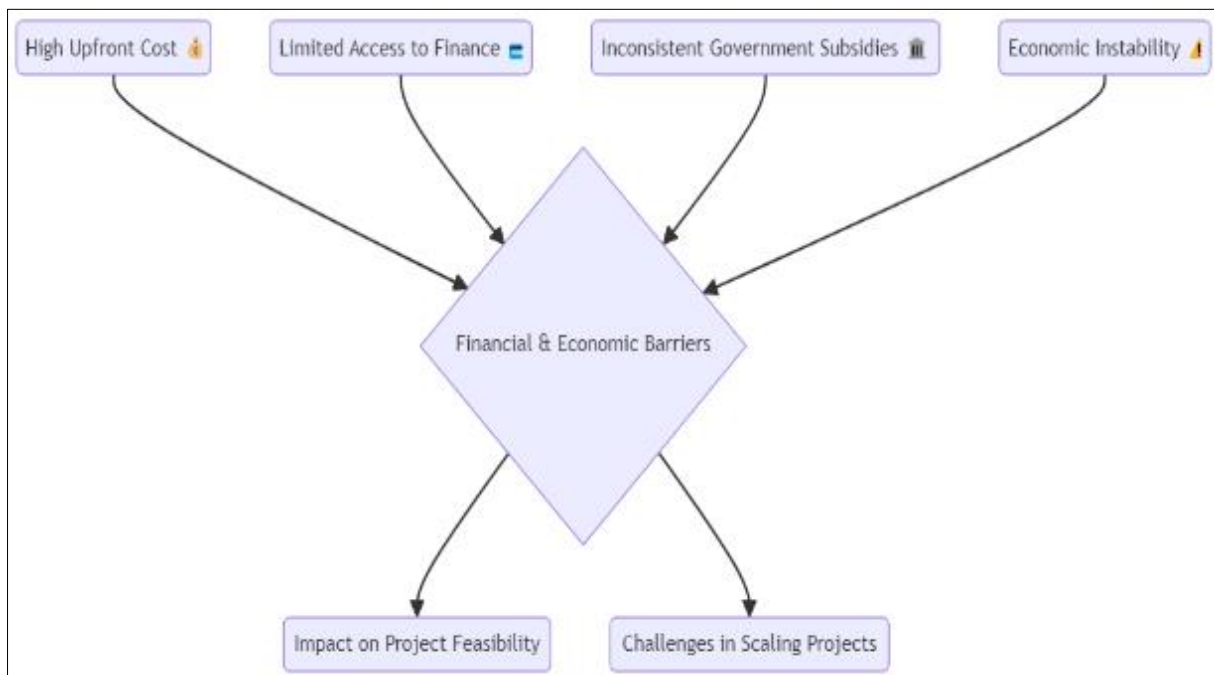 High Upfront Cost 💰
Limited Access to Finance 💳
Inconsistent Government Subsidies 🏛️
Economic Instability ⚠️
Financial & Economic Barriers
Impact on Project Feasibility
Challenges in Scaling Projects